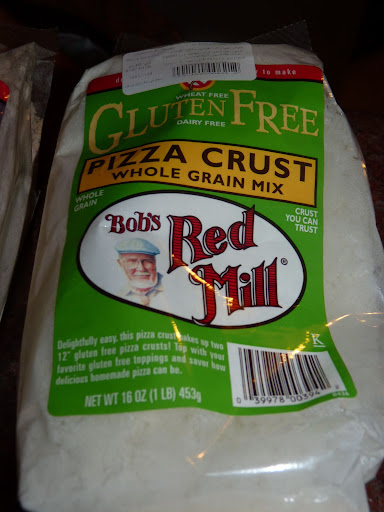 to make
WHEAT FREE
GLUTEN FREE
DAIRY FREE
PIZZA CRUST
WHOLE GRAIN MIX
WHOLE
GRAIN
CRUST
YOU CAN
TRUST
Bob's
Red
Mill®
Delightfully easy, this pizza crust makes up two
12" gluten free pizza crusts! Top with your
favorite gluten free toppings and savor how
delicious homemade pizza can be.
K
NET WT 16 OZ (1 LB) 453g
0 39978 00394